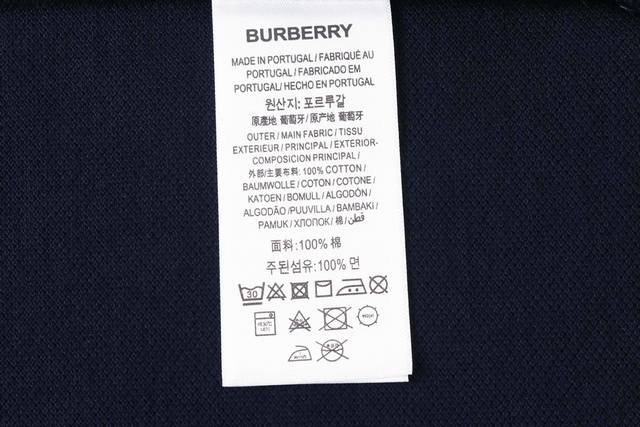 BURBERRY
MADE IN PORTUGAL / FABRIQUÉ AU
PORTUGAL / FABRICADO EM
PORTUGAL/ HECHO EN PORTUGAL
원산지: 포르투갈
原產地 葡萄牙/ 原产地 葡萄牙
OUTER / MAIN FABRIC / TISSU
EXTERIEUR / PRINCIPAL / EXTERIOR-
COMPOSICION PRINCIPAL /
外部/主要布料: 100% COTTON /
BAUMWOLLE / COTON / COTONE /
KATOEN / BOMULL / ALGODÓN /
ALGODÃO /PUUVILLA / BAMBAKI /
PAMUK / ХЛОПОК / 棉 / قطن
面料:100% 棉
주된섬유:100% 면
30